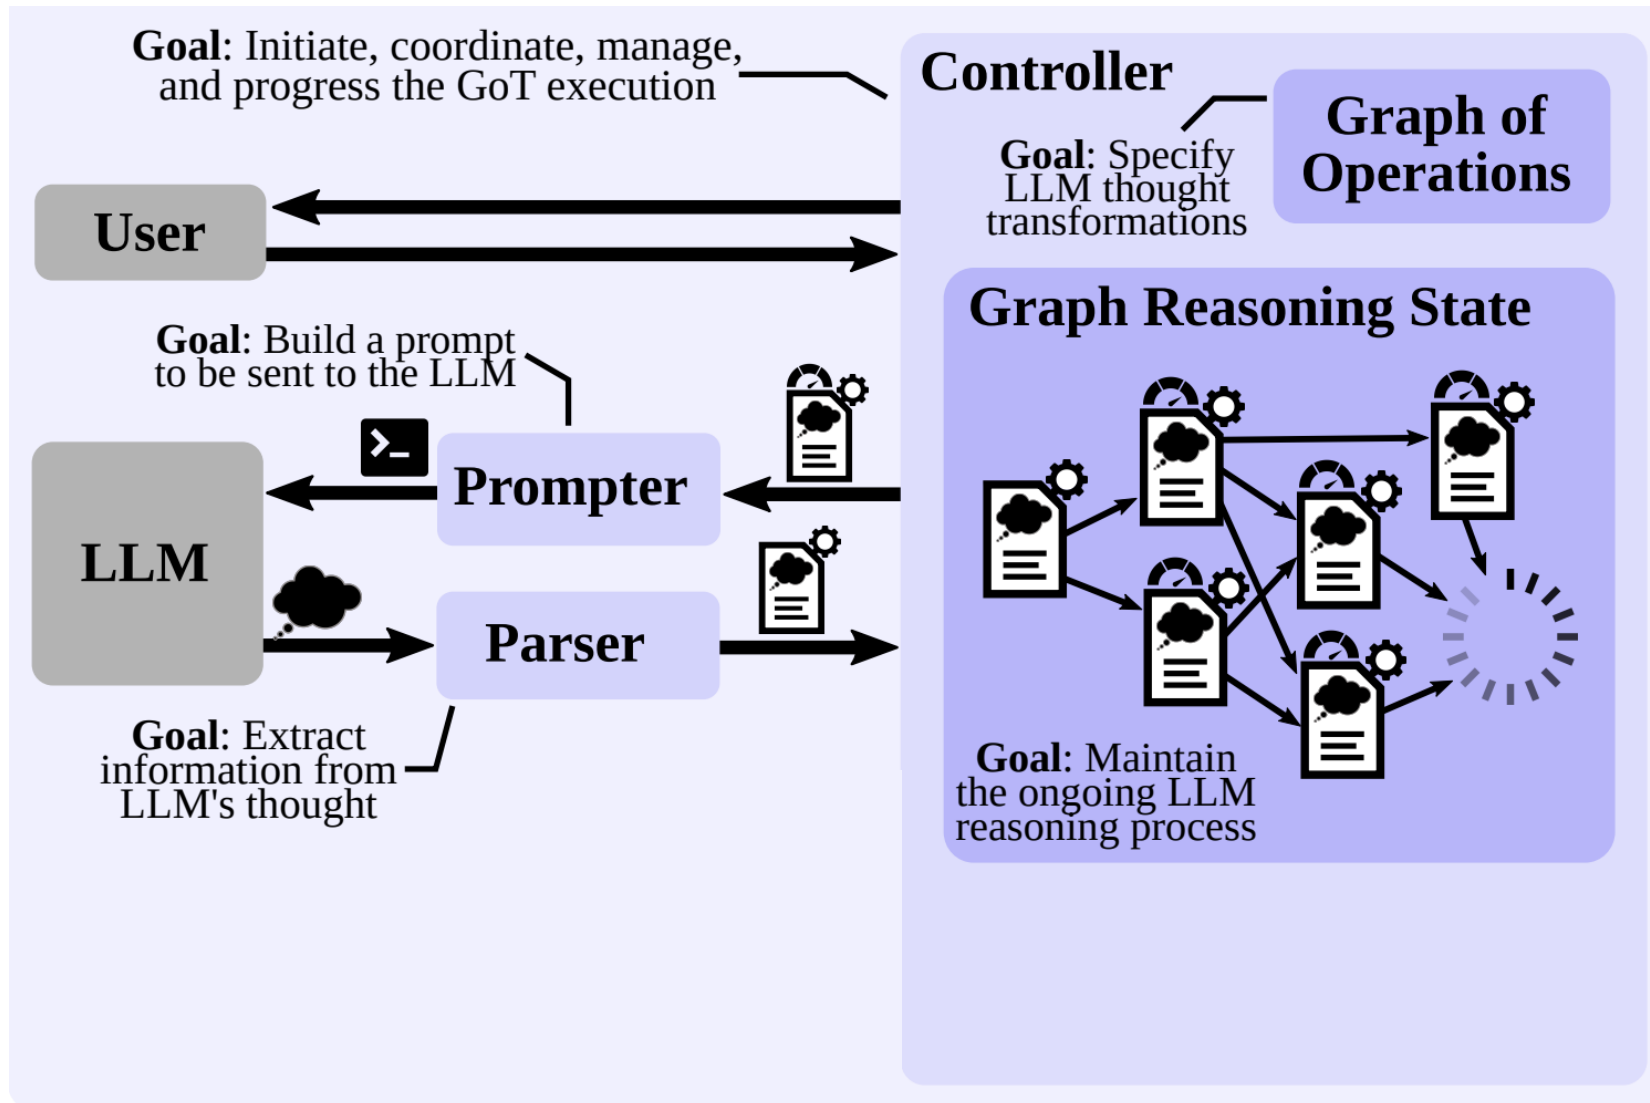 Goal: Initiate, coordinate, manage,
and progress the GoT execution
Controller
Graph of
Operations
Goal: Specify
LLM thought
transformations
User
Graph Reasoning State
Goal: Build a prompt
to be sent to the LLM
Prompter
LLM
Parser
Goal: Extract
information from
LLM's thought
Goal: Maintain
the ongoing LLM
reasoning process